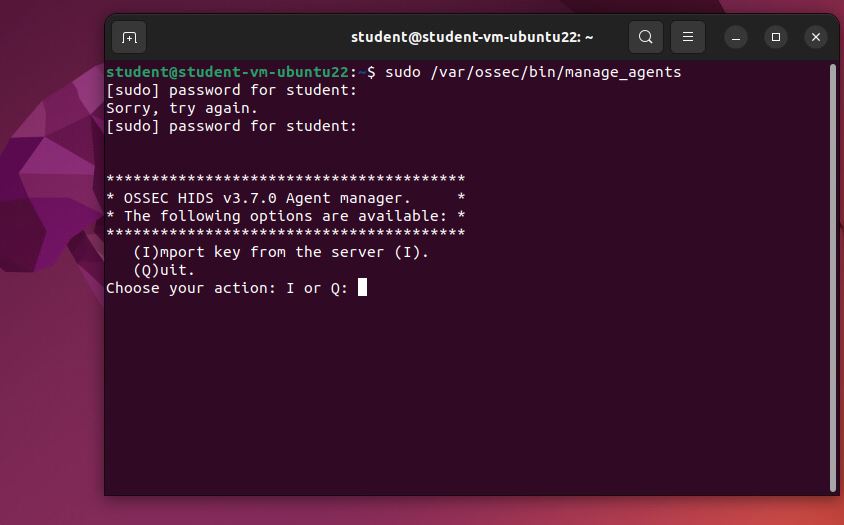 student@student-vm-ubuntu22: ~
student@student-vm-ubuntu22:~$ sudo /var/ossec/bin/manage_agents
[sudo] password for student:
Sorry, try again.
[sudo] password for student:
****************************************
* OSSEC HIDS v3.7.0 Agent manager.     *
* The following options are available: *
****************************************
   (I)mport key from the server (I).
   (Q)uit.
Choose your action: I or Q: